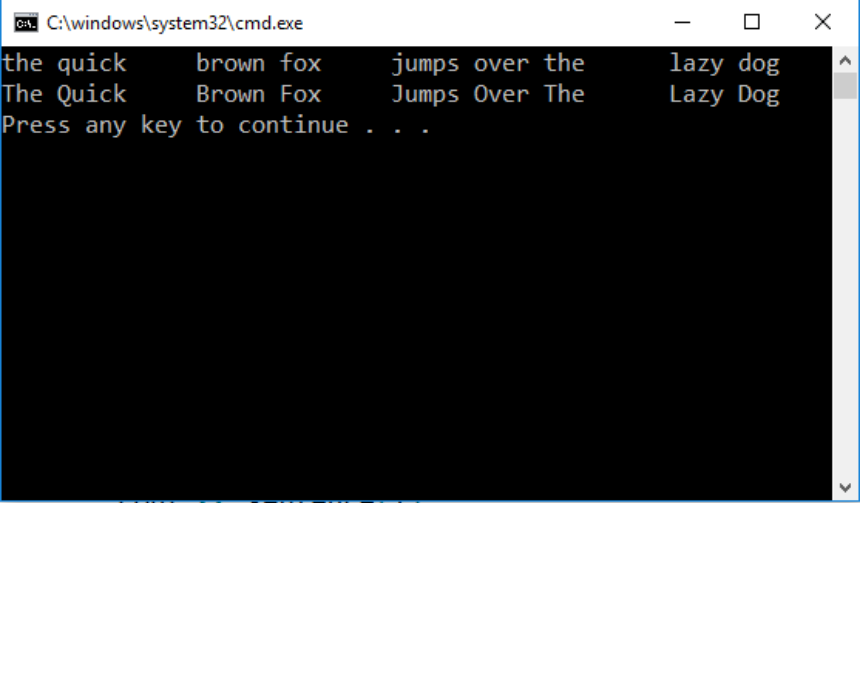 C:\windows\system32\cmd.exe
the quick     brown fox     jumps over the      lazy dog
The Quick     Brown Fox     Jumps Over The      Lazy Dog
Press any key to continue . . .